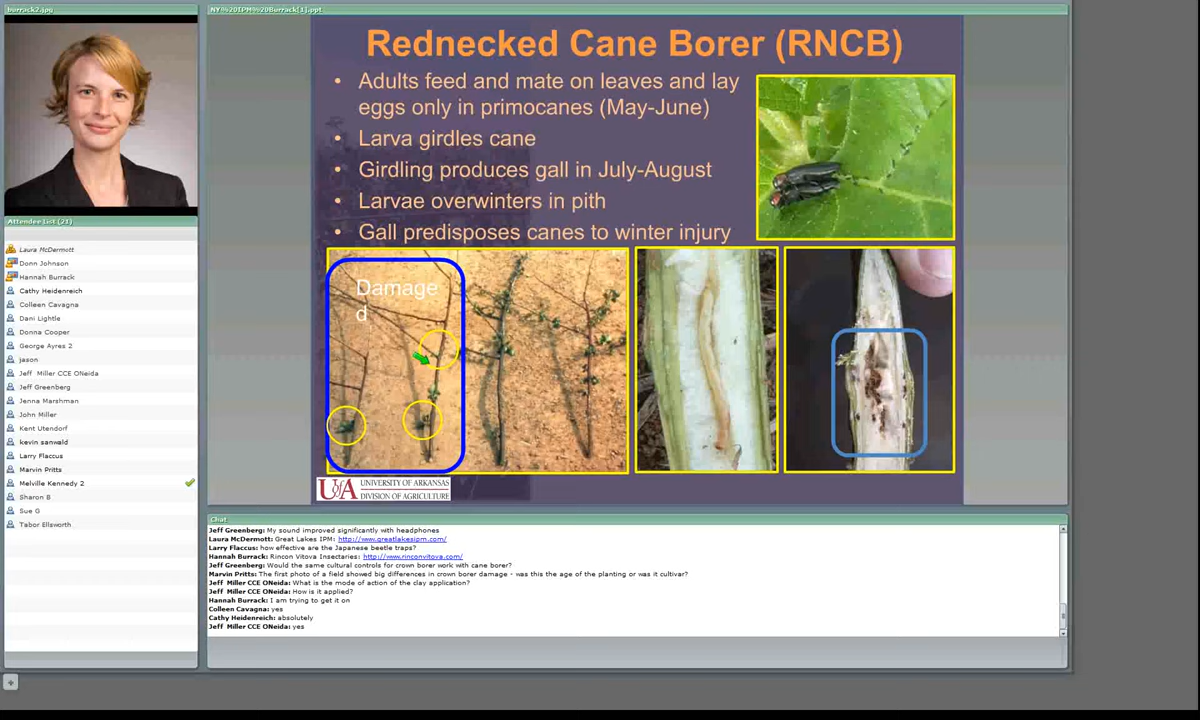 burrack2.jpg
NY%20IPM%20Burrack[1].ppt
Rednecked Cane Borer (RNCB)
• Adults feed and mate on leaves and lay
eggs only in primocanes (May-June)
• Larva girdles cane
• Girdling produces gall in July-August
• Larvae overwinters in pith
• Gall predisposes canes to winter injury
Damage
d
UofA UNIVERSITY OF ARKANSAS
DIVISION OF AGRICULTURE
Attendee List (21)
Laura McDermott
Donn Johnson
Hannah Burrack
Cathy Heidenreich
Colleen Cavagna
Dani Lightle
Donna Cooper
George Ayres 2
jason
Jeff Miller CCE ONeida
Jeff Greenberg
Jenna Marshman
John Miller
Kent Utendorf
kevin sanwald
Larry Flaccus
Marvin Pritts
Melville Kennedy 2
Sharon B
Sue G
Tabor Ellsworth
Chat
Jeff Greenberg: My sound improved significantly with headphones
Laura McDermott: Great Lakes IPM: http://www.greatlakesipm.com/
Larry Flaccus: how effective are the Japanese beetle traps?
Hannah Burrack: Rincon Vitova Insectaries: http://www.rinconvitova.com/
Jeff Greenberg: Would the same cultural controls for crown borer work with cane borer?
Marvin Pritts: The first photo of a field showed big differences in crown borer damage - was this the age of the planting or was it cultivar?
Jeff Miller CCE ONeida: What is the mode of action of the clay application?
Jeff Miller CCE ONeida: How is it applied?
Hannah Burrack: I am trying to get it on
Colleen Cavagna: yes
Cathy Heidenreich: absolutely
Jeff Miller CCE ONeida: yes